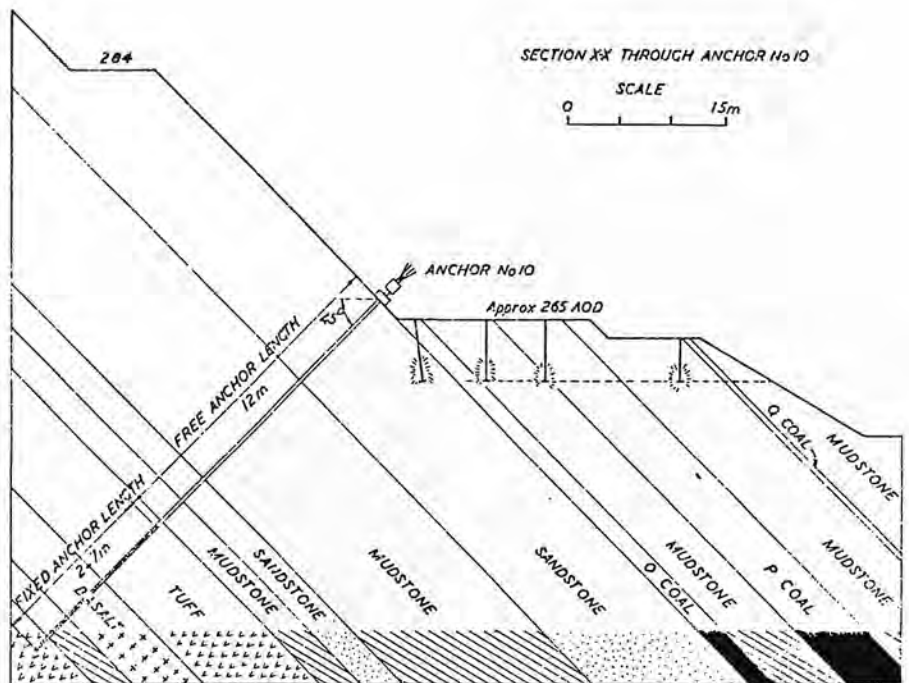 SECTION XX THROUGH ANCHOR No 10
SCALE
0 15m
284
ANCHOR No 10
Approx 265 AOD
45°
FREE ANCHOR LENGTH
12m
FIXED ANCHOR LENGTH
TUFF
MUDSTONE
SANDSTONE
MUDSTONE
SANDSTONE
O COAL
MUDSTONE
P COAL
MUDSTONE
Q COAL
MUDSTONE